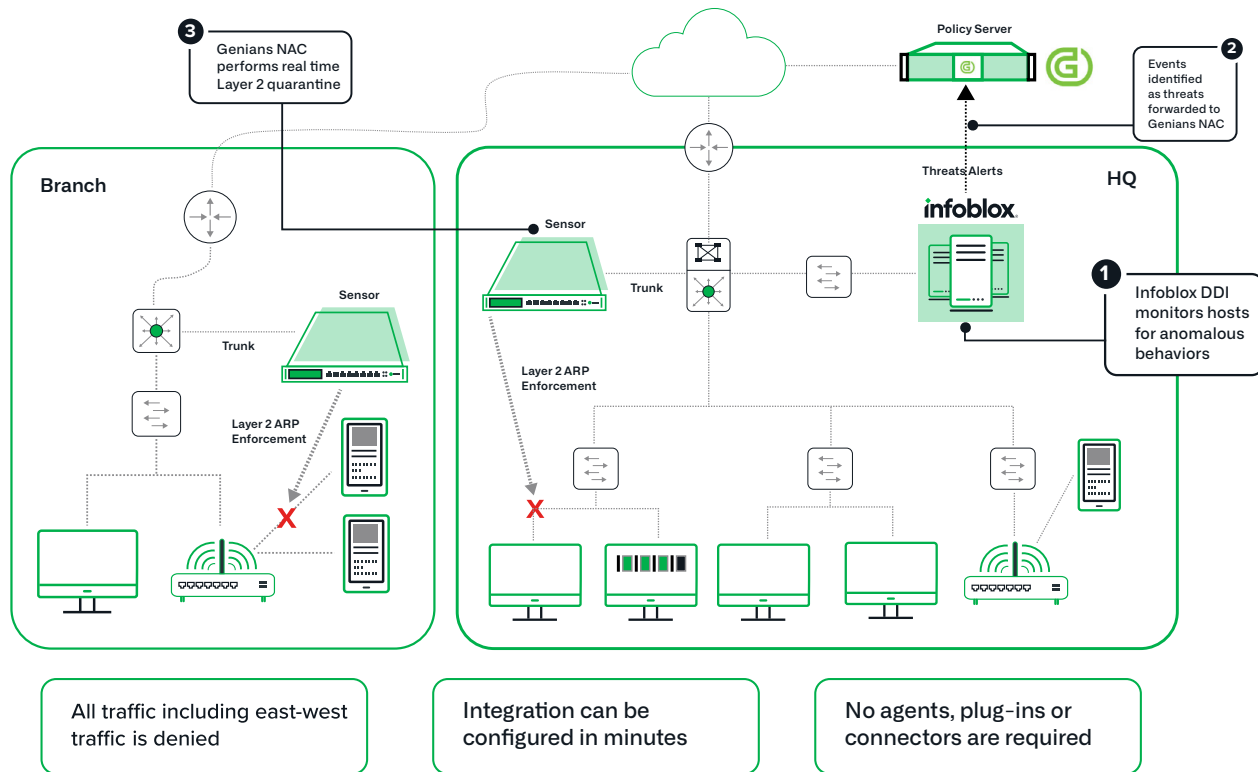 3
Genians NAC
performs real time
Layer 2 quarantine
Policy Server
G
2
Events
identified
as threats
forwarded to
Genians NAC
Branch
HQ
Threats Alerts
infoblox.
Sensor
Trunk
1
Infoblox DDI
monitors hosts
for anomalous
behaviors
Sensor
Trunk
Layer 2 ARP
Enforcement
Layer 2 ARP
Enforcement
X
X
All traffic including east-west
traffic is denied
Integration can be
configured in minutes
No agents, plug-ins or
connectors are required